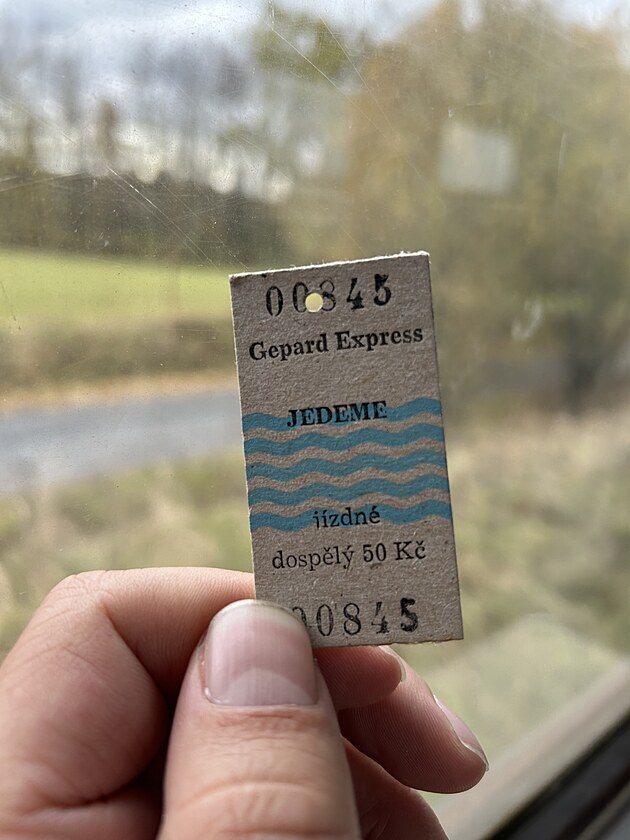 00845
Gepard Express
JEDEME
jízdné
dospělý 50 Kč
00845